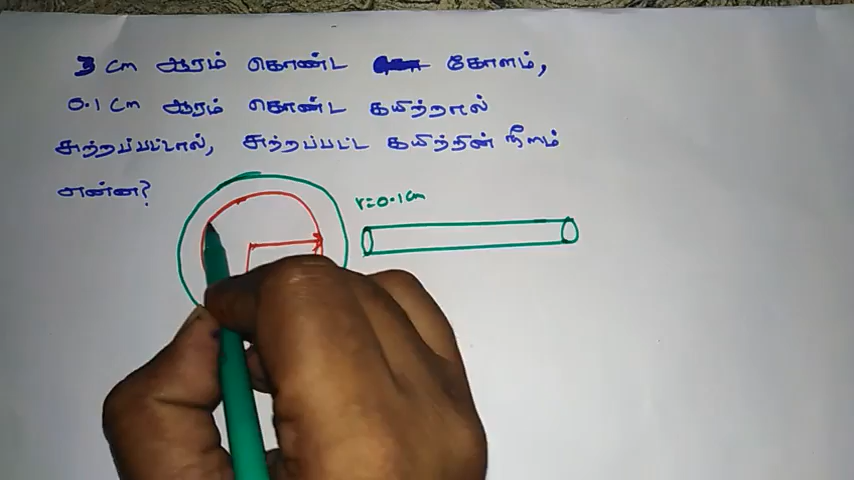 3 cm ஆரம் கொண்ட கோளம்,
0.1 cm ஆரம் கொண்ட கயிற்றால்
சுற்றப்பட்டால், சுற்றப்பட்ட கயிற்றின் நீளம்
என்ன?
r=0.1cm